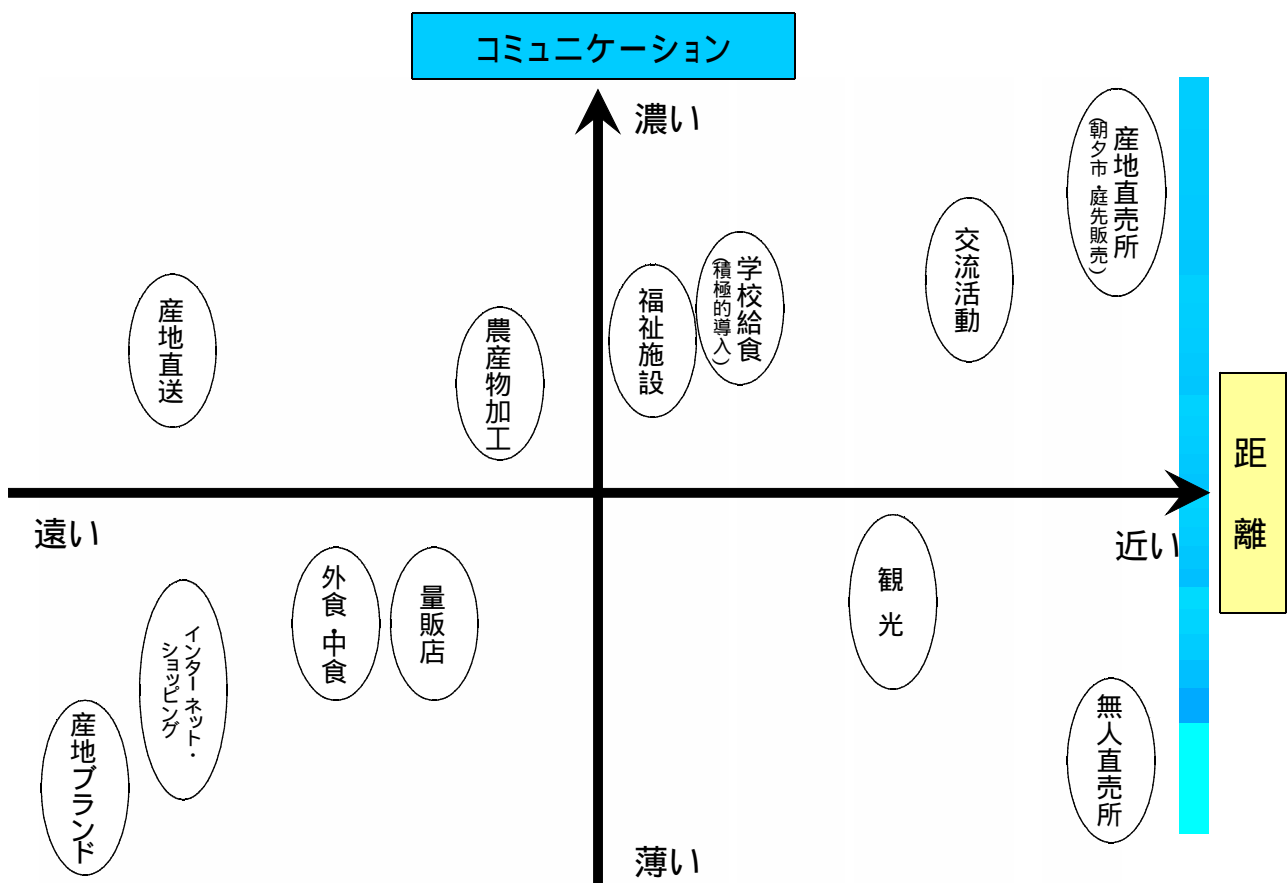 コミュニケーション
濃い
産地直売所
(朝夕市・庭先販売)
交流活動
学校給食
(積極的導入)
福祉施設
農産物加工
産地直送
距離
遠い
近い
観光
量販店
外食・中食
インターネット・
ショッピング
産地ブランド
無人直売所
薄い